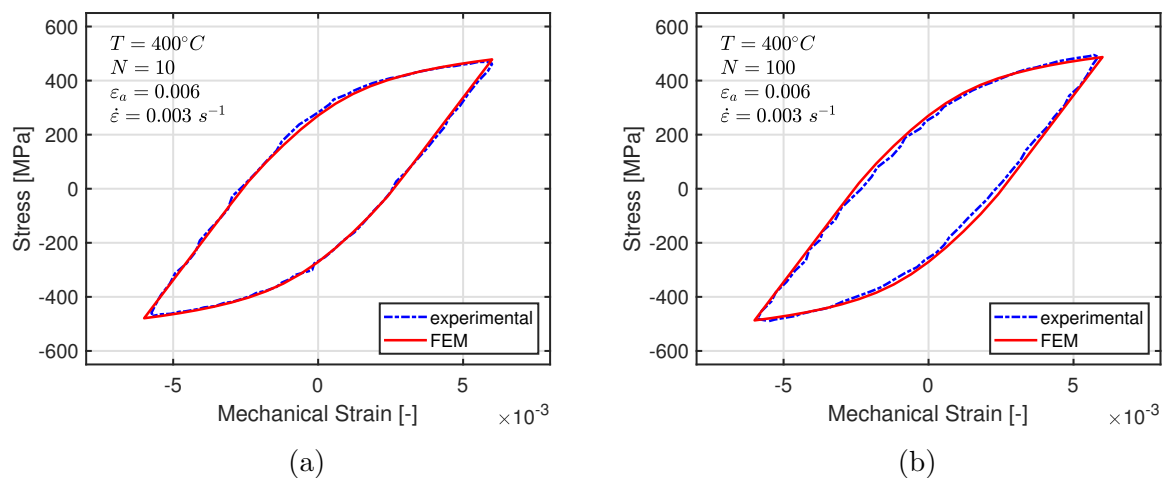 600
400
200
0
-200
-400
-600
Stress [MPa]
T = 400°C
N = 10
εa = 0.006
ε̇ = 0.003 s⁻¹
experimental
FEM
-5 0 5
Mechanical Strain [-]
×10⁻³
(a)
600
400
200
0
-200
-400
-600
Stress [MPa]
T = 400°C
N = 100
εa = 0.006
ε̇ = 0.003 s⁻¹
experimental
FEM
-5 0 5
Mechanical Strain [-]
×10⁻³
(b)